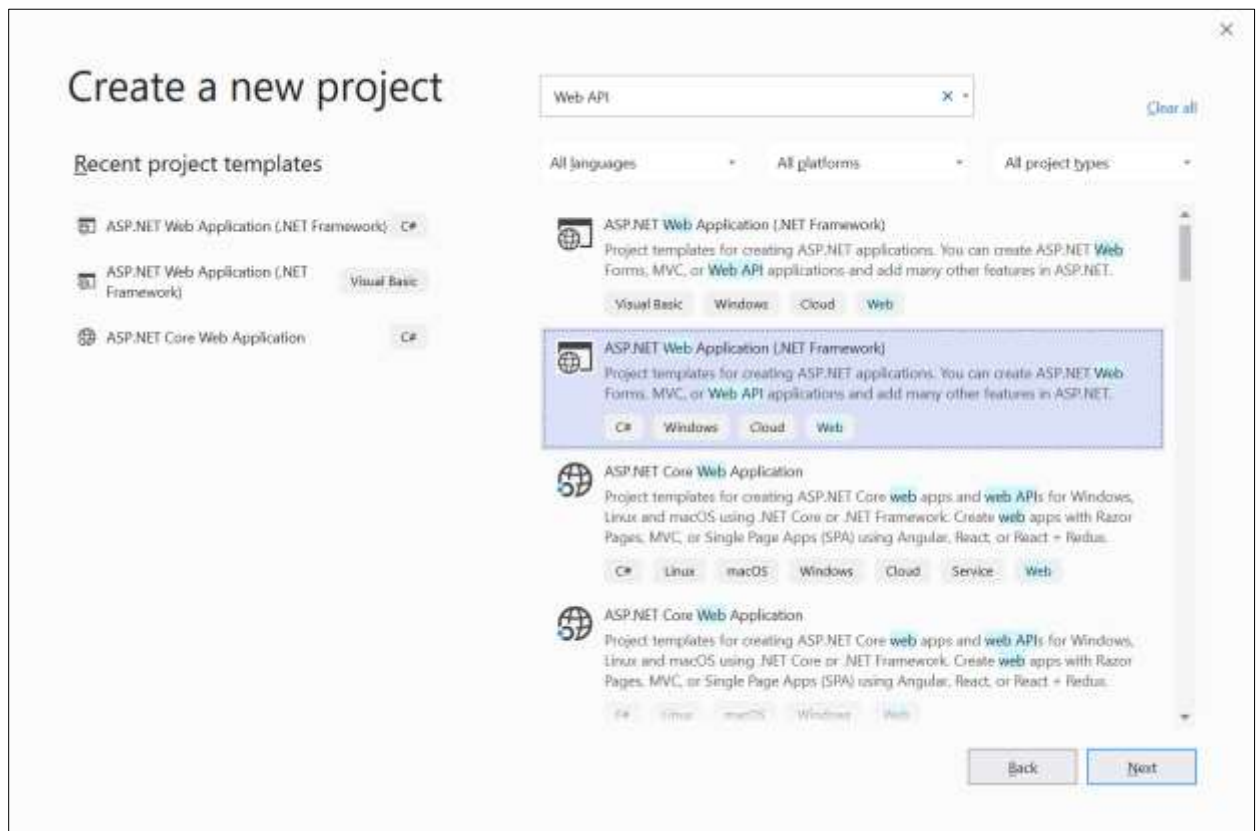 Create a new project
Web API
Clear all
Recent project templates
All languages
All platforms
All project types
ASP.NET Web Application (.NET Framework) C#
ASP.NET Web Application (.NET
Framework)
Visual Basic
ASP.NET Core Web Application C#
ASP.NET Web Application (.NET Framework)
Project templates for creating ASP.NET applications. You can create ASP.NET Web
Forms, MVC, or Web API applications and add many other features in ASP.NET.
Visual Basic Windows Cloud Web
ASP.NET Web Application (.NET Framework)
Project templates for creating ASP.NET applications. You can create ASP.NET Web
Forms, MVC, or Web API applications and add many other features in ASP.NET.
C# Windows Cloud Web
ASP.NET Core Web Application
Project templates for creating ASP.NET Core web apps and web APIs for Windows,
Linux and macOS using .NET Core or .NET Framework. Create web apps with Razor
Pages, MVC, or Single Page Apps (SPA) using Angular, React, or React + Redux.
C# Linux macOS Windows Cloud Service Web
ASP.NET Core Web Application
Project templates for creating ASP.NET Core web apps and web APIs for Windows,
Linux and macOS using .NET Core or .NET Framework. Create web apps with Razor
Pages, MVC, or Single Page Apps (SPA) using Angular, React, or React + Redux.
C# Linux macOS Windows Web
Back
Next